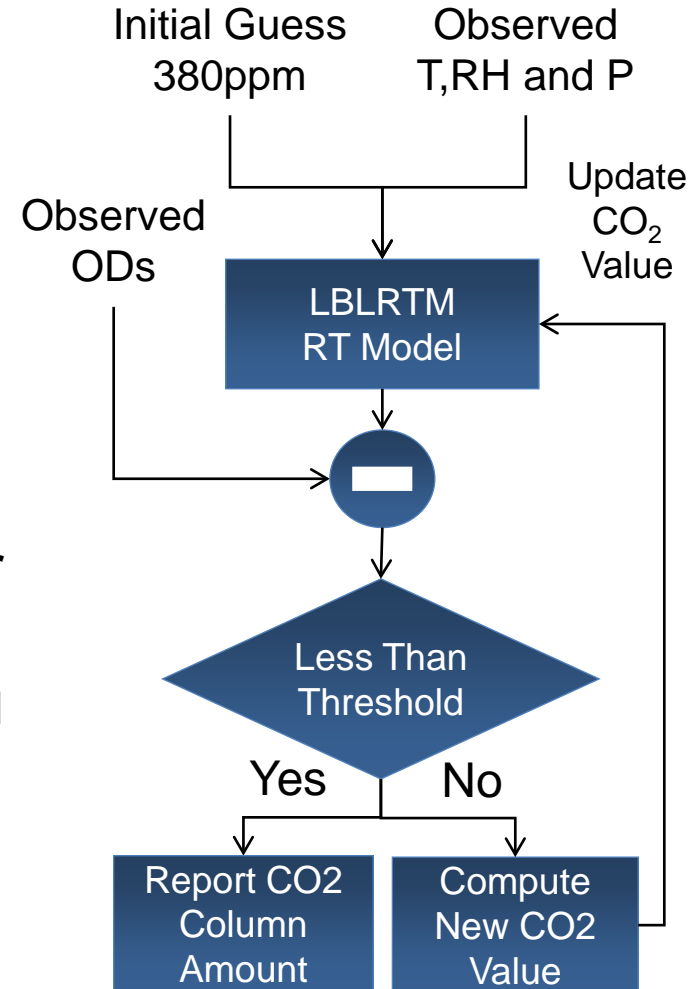 Initial Guess
380ppm
Observed
T,RH and P
Update
CO₂
Value
Observed
ODs
LBLRTM
RT Model
Less Than
Threshold
Yes
No
Report CO2
Column
Amount
Compute
New CO2
Value